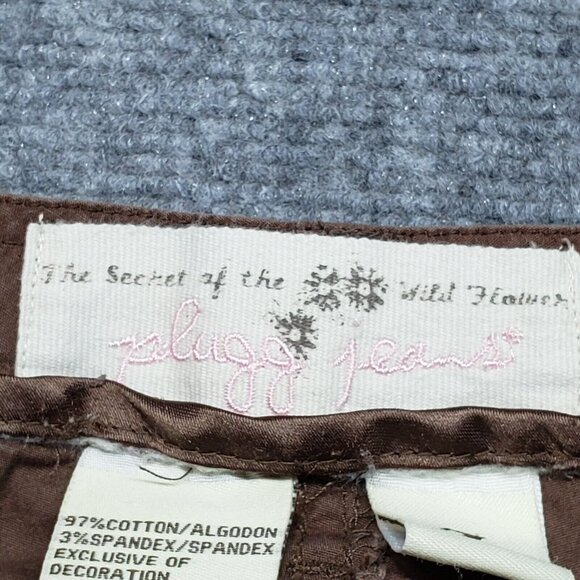 The Secret of the Wild Flower
plugg jeans
97%COTTON/ALGODON
3%SPANDEX/SPANDEX
EXCLUSIVE OF
DECORATION